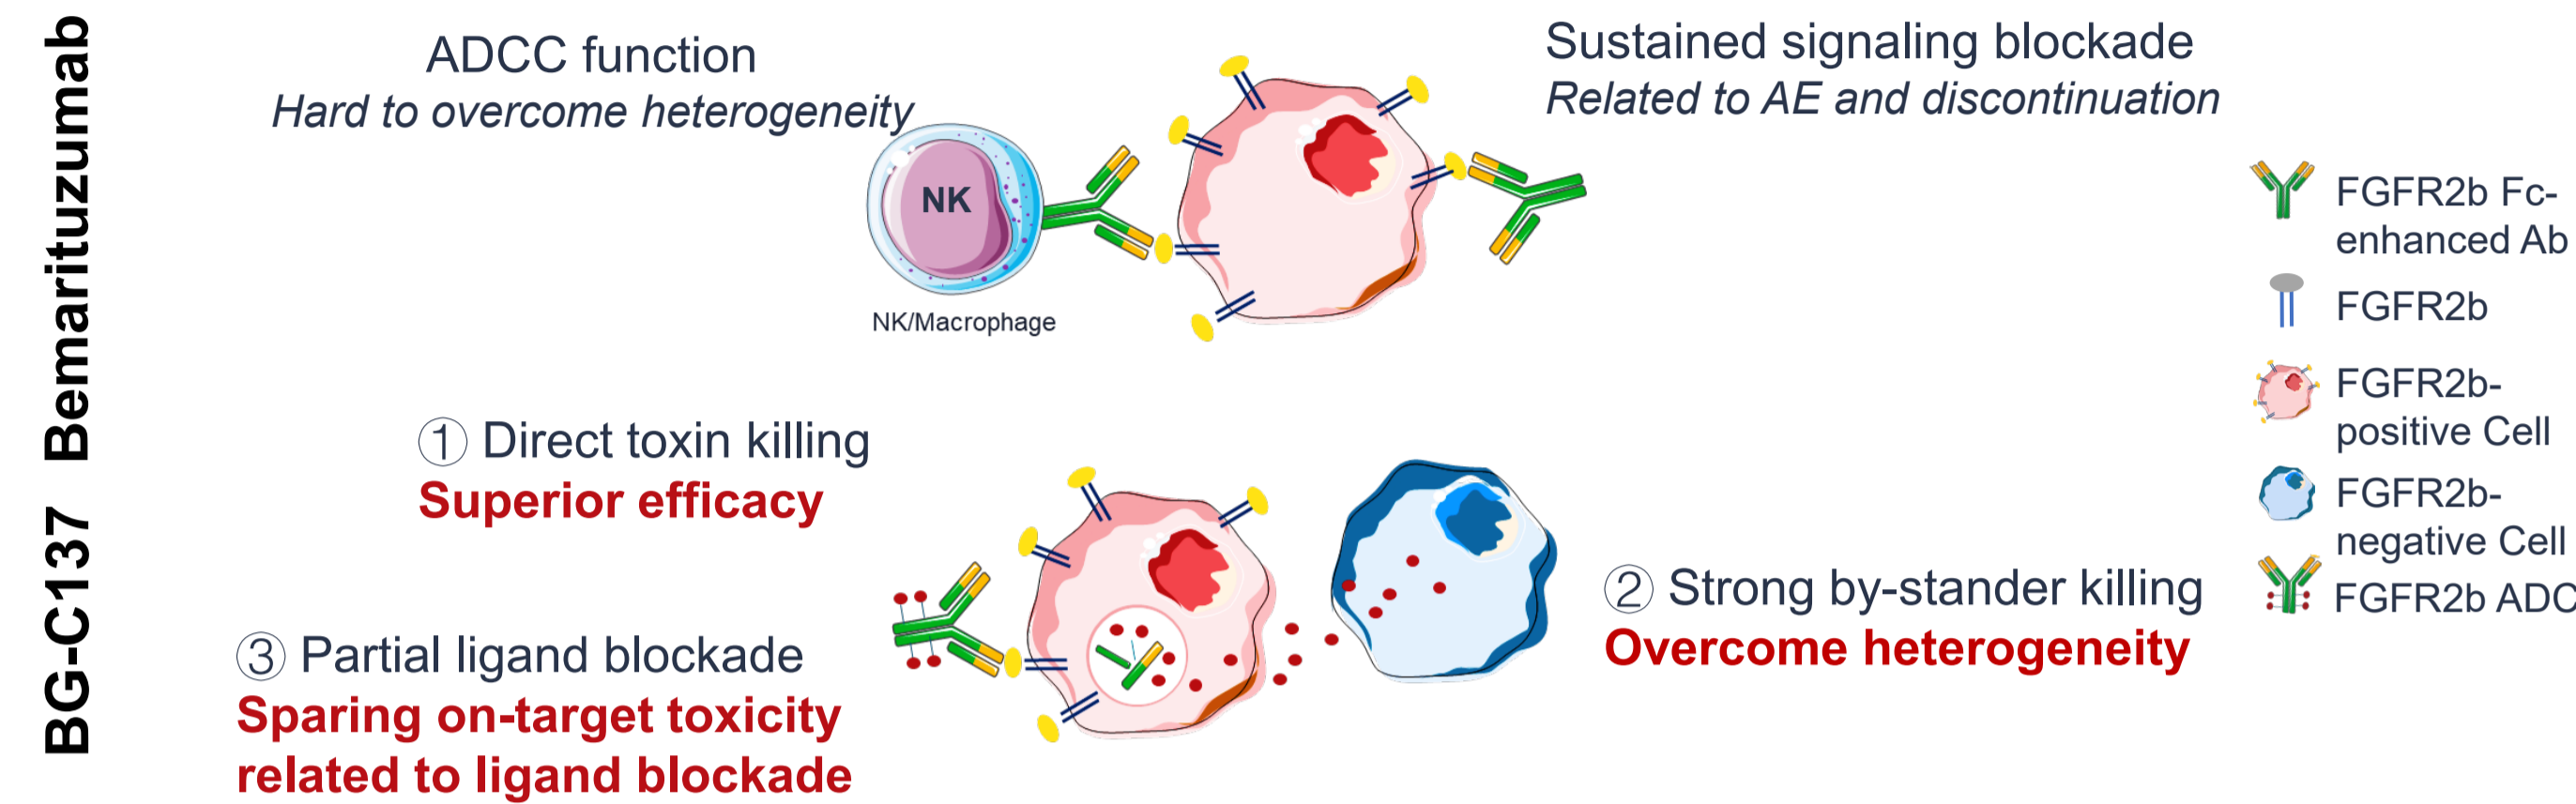 Bemarituzumab
ADCC function
Hard to overcome heterogeneity
NK
NK/Macrophage
Sustained signaling blockade
Related to AE and discontinuation
BG-C137
① Direct toxin killing
Superior efficacy
③ Partial ligand blockade
Sparing on-target toxicity
related to ligand blockade
② Strong by-stander killing
Overcome heterogeneity
FGFR2b Fc-
enhanced Ab
FGFR2b
FGFR2b-
positive Cell
FGFR2b-
negative Cell
FGFR2b ADC